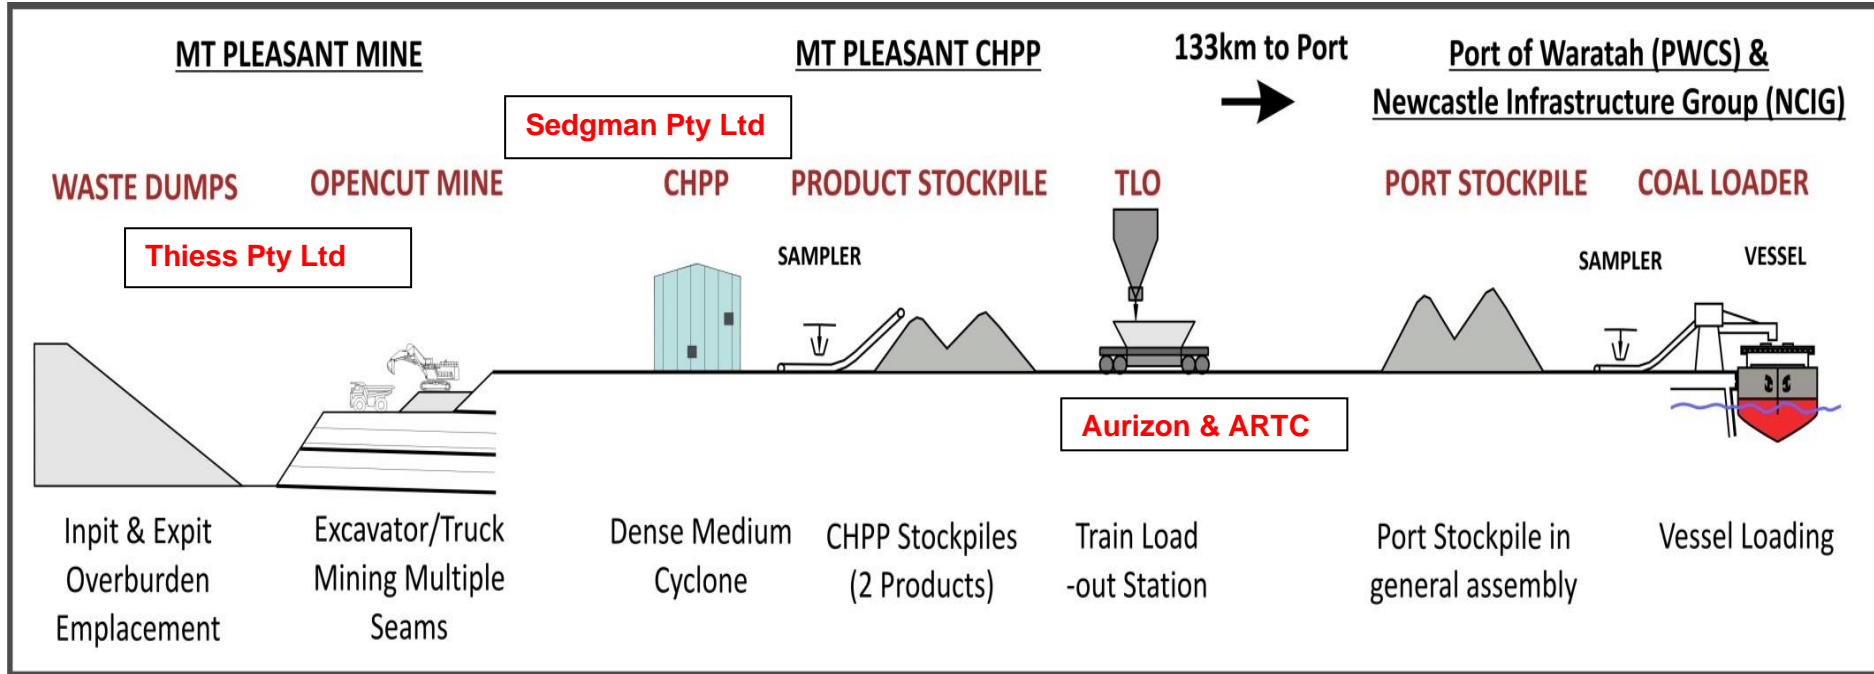 MT PLEASANT MINE
MT PLEASANT CHPP
133km to Port
Port of Waratah (PWCS) &
Newcastle Infrastructure Group (NCIG)
Sedgman Pty Ltd
WASTE DUMPS
OPENCUT MINE
CHPP
PRODUCT STOCKPILE
TLO
PORT STOCKPILE
COAL LOADER
Thiess Pty Ltd
SAMPLER
SAMPLER
VESSEL
Aurizon & ARTC
Inpit & Expit
Overburden
Emplacement
Excavator/Truck
Mining Multiple
Seams
Dense Medium
Cyclone
CHPP Stockpiles
(2 Products)
Train Load
-out Station
Port Stockpile in
general assembly
Vessel Loading